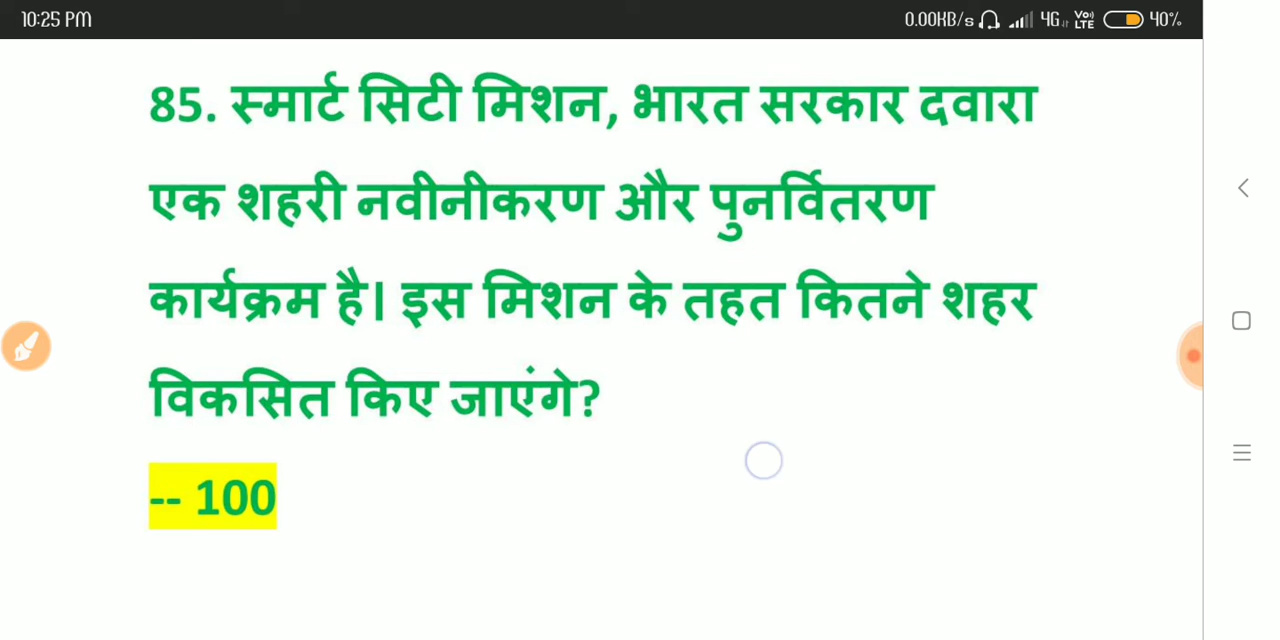 10:25 PM 0.00KB/s 4G Vo) LTE 40%
85. स्मार्ट सिटी मिशन, भारत सरकार दवारा
एक शहरी नवीनीकरण और पुनर्वितरण
कार्यक्रम है। इस मिशन के तहत कितने शहर
विकसित किए जाएंगे?
-- 100